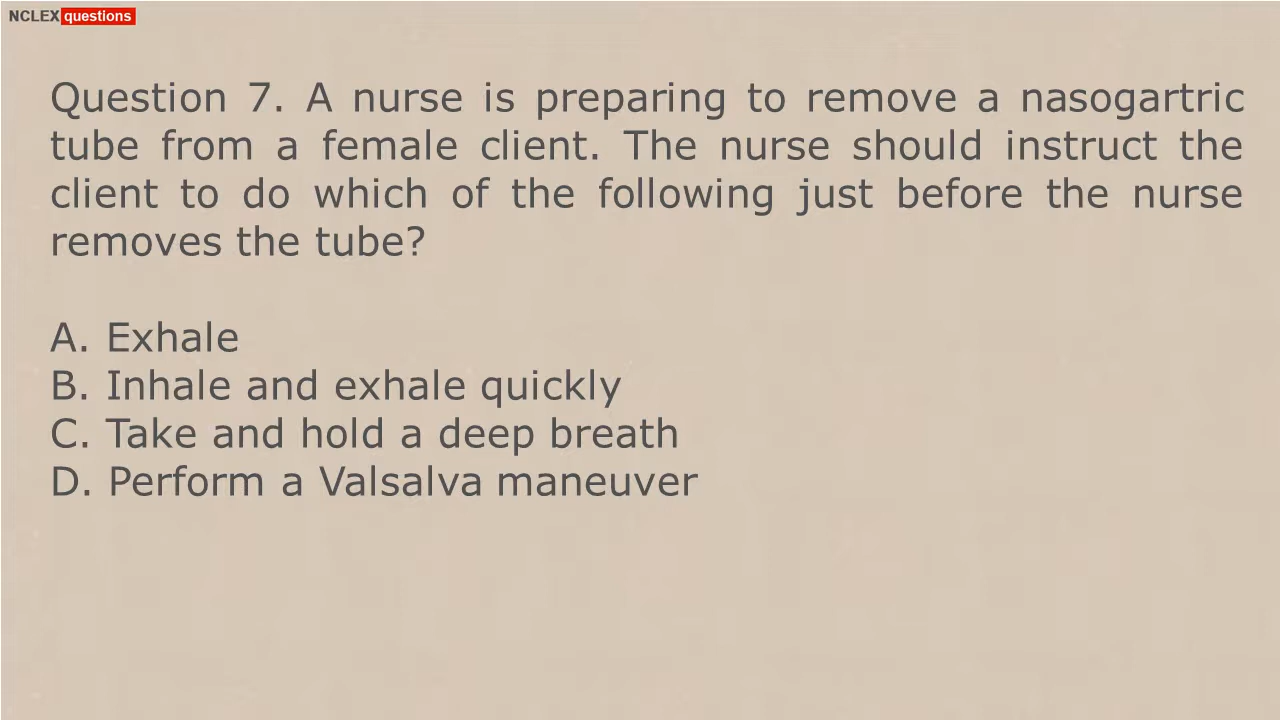 NCLEX questions
Question 7. A nurse is preparing to remove a nasogartric
tube from a female client. The nurse should instruct the
client to do which of the following just before the nurse
removes the tube?
A. Exhale
B. Inhale and exhale quickly
C. Take and hold a deep breath
D. Perform a Valsalva maneuver